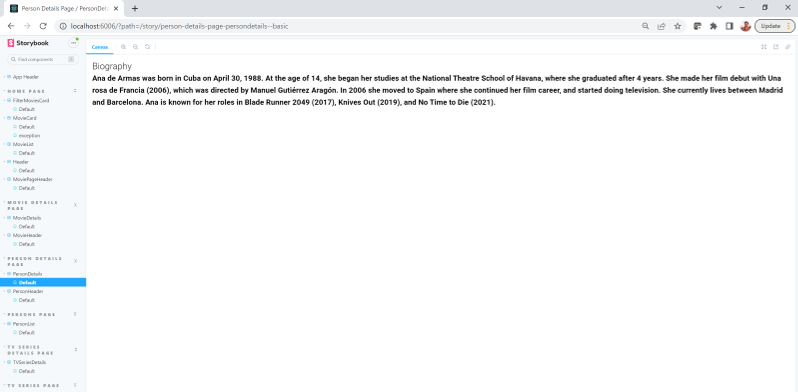 Person Details Page / PersonDetai
localhost:6006/?path=/story/person-details-page-persondetails--basic
Update
Storybook
Find components
/
Canvas
App Header
HOME PAGE
FilterMoviesCard
Default
MovieCard
Default
exception
MovieList
Default
Header
Default
MoviePageHeader
Default
MOVIE DETAILS
PAGE
MovieDetails
Default
MovieHeader
Default
PERSON DETAILS
PAGE
PersonDetails
Default
PersonHeader
Default
PERSONS PAGE
PersonList
Default
TV SERIES
DETAILS PAGE
TVSeriesDetails
Default
TV SERIES PAGE
Biography
Ana de Armas was born in Cuba on April 30, 1988. At the age of 14, she began her studies at the National Theatre School of Havana, where she graduated after 4 years. She made her film debut with Una
rosa de Francia (2006), which was directed by Manuel Gutiérrez Aragón. In 2006 she moved to Spain where she continued her film career, and started doing television. She currently lives between Madrid
and Barcelona. Ana is known for her roles in Blade Runner 2049 (2017), Knives Out (2019), and No Time to Die (2021).